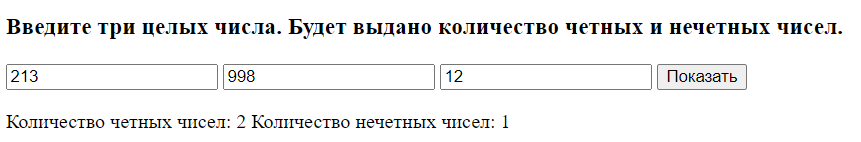 Введите три целых числа. Будет выдано количество четных и нечетных чисел.
213 998 12 Показать
Количество четных чисел: 2 Количество нечетных чисел: 1